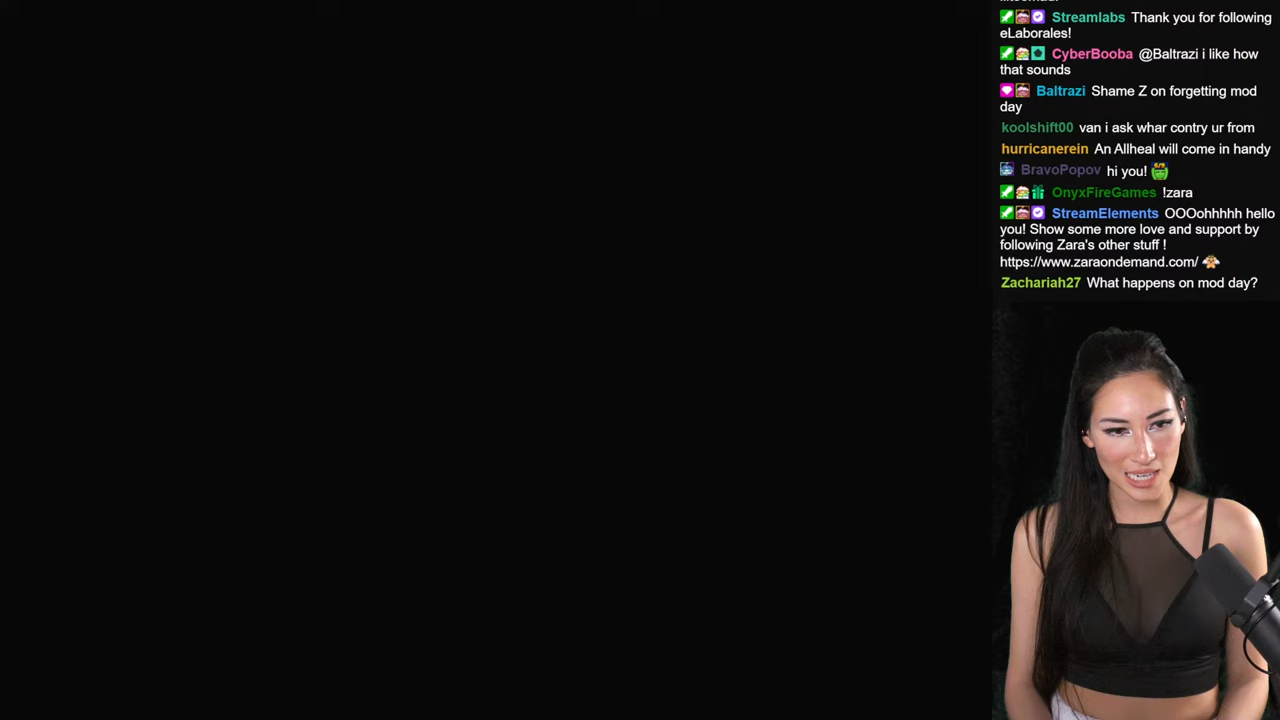 Streamlabs Thank you for following
eLaborales!
CyberBooba @Baltrazi i like how
that sounds
Baltrazi Shame Z on forgetting mod
day
koolshift00 van i ask whar contry ur from
hurricanerein An Allheal will come in handy
BravoPopov hi you!
OnyxFireGames !zara
StreamElements OOOohhhhh hello
you! Show some more love and support by
following Zara's other stuff !
https://www.zaraondemand.com/
Zachariah27 What happens on mod day?